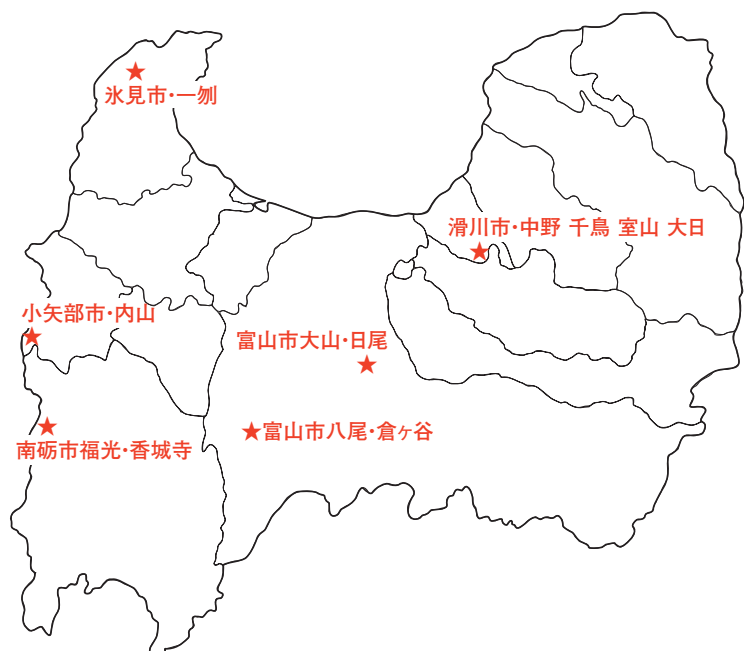 氷見市・一刎
滑川市・中野 千鳥 室山 大日
小矢部市・内山
富山市大山・日尾
富山市八尾・倉ヶ谷
南砺市福光・香城寺